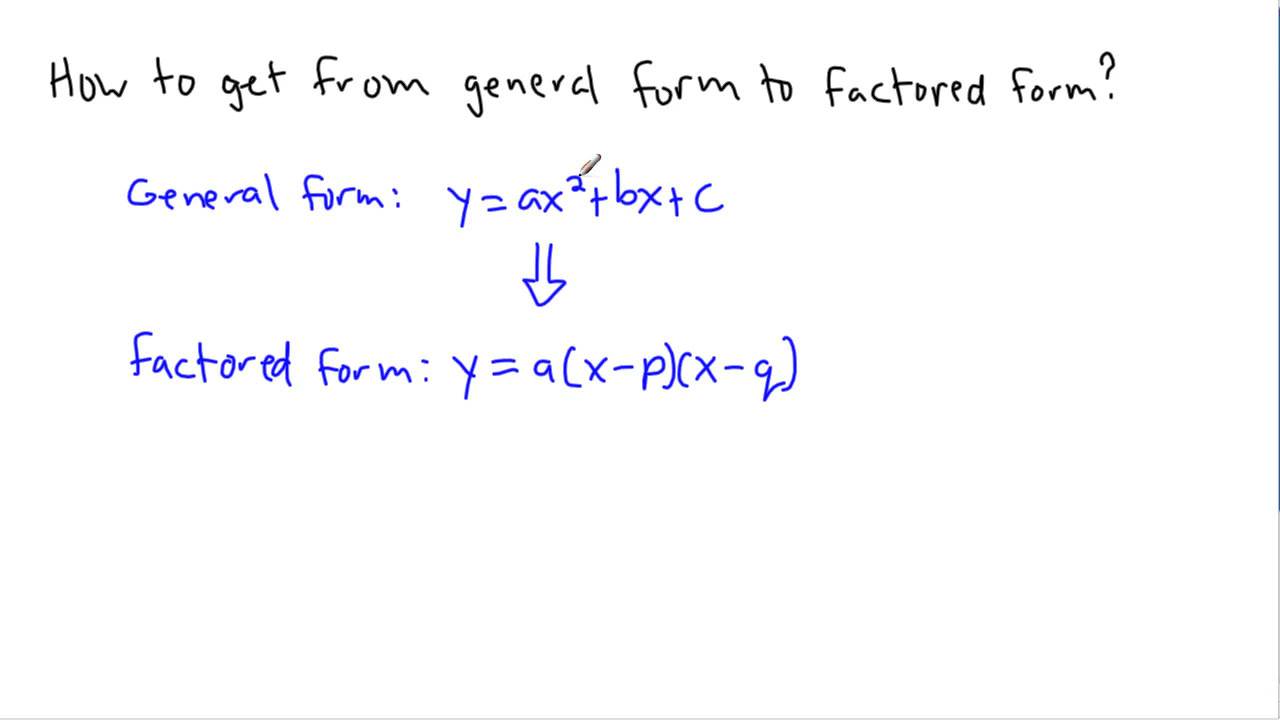 How to get from general form to factored form?
General form: y = ax²+bx+c
factored form: y = a(x-p)(x-q)